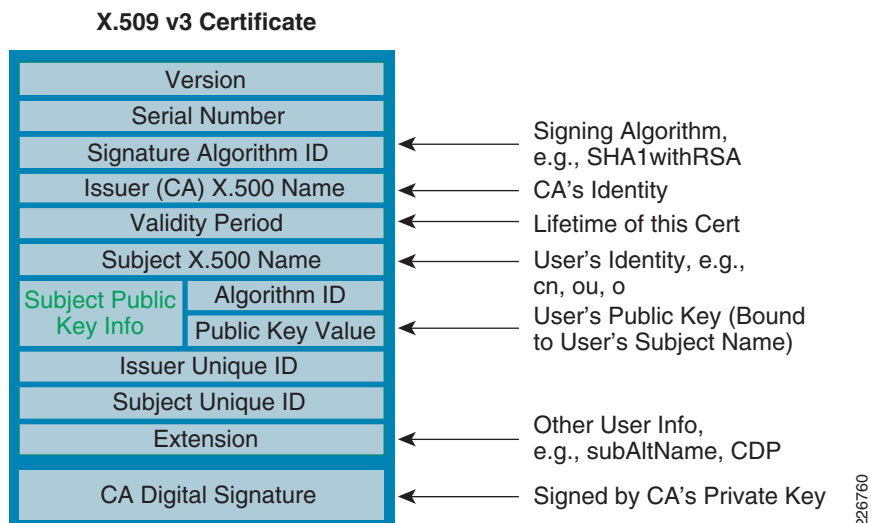 X.509 v3 Certificate
Version
Serial Number
Signature Algorithm ID
Signing Algorithm,
e.g., SHA1withRSA
Issuer (CA) X.500 Name
CA's Identity
Validity Period
Lifetime of this Cert
Subject X.500 Name
User's Identity, e.g.,
cn, ou, o
Subject Public
Key Info
Algorithm ID
Public Key Value
User's Public Key (Bound
to User's Subject Name)
Issuer Unique ID
Subject Unique ID
Extension
Other User Info,
e.g., subAltName, CDP
CA Digital Signature
Signed by CA's Private Key
226760